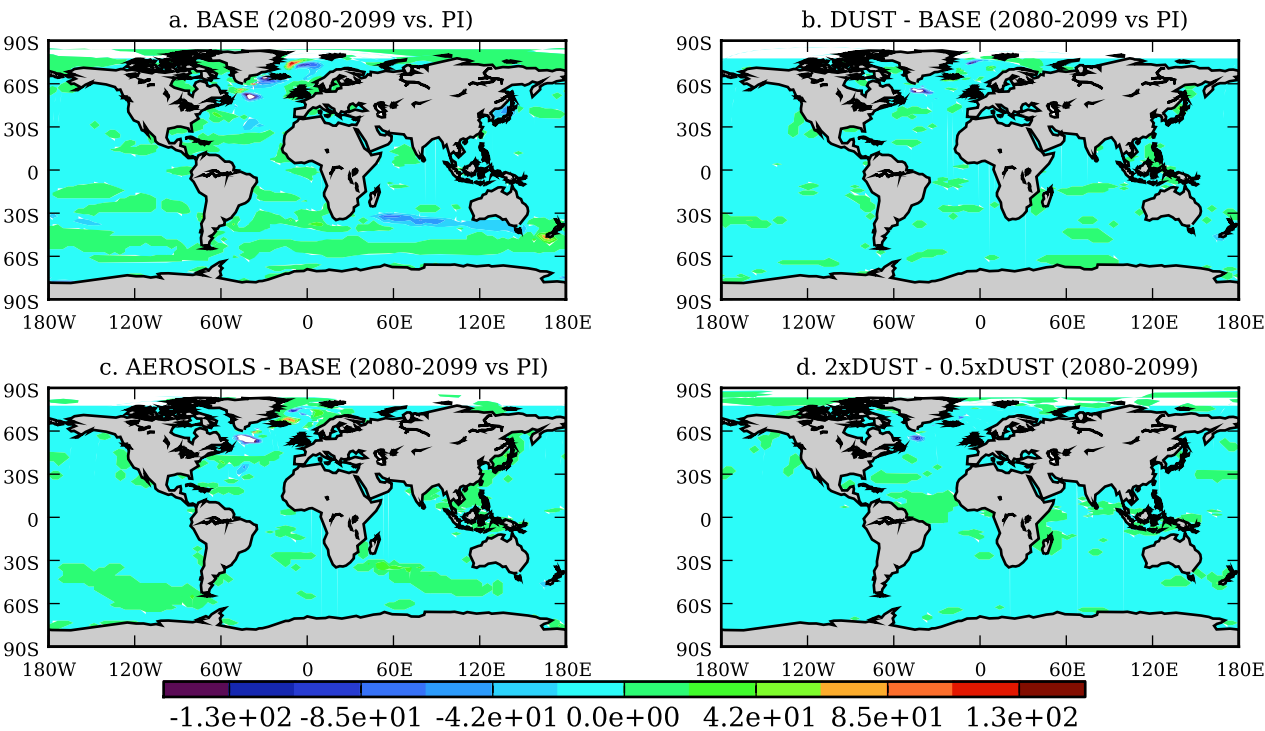 a. BASE (2080-2099 vs. PI)
90S
60S
30S
0
30S
60S
90S
180W 120W 60W 0 60E 120E 180E
b. DUST - BASE (2080-2099 vs PI)
90S
60S
30S
0
30S
60S
90S
180W 120W 60W 0 60E 120E 180E
c. AEROSOLS - BASE (2080-2099 vs PI)
90S
60S
30S
0
30S
60S
90S
180W 120W 60W 0 60E 120E 180E
d. 2xDUST - 0.5xDUST (2080-2099)
90S
60S
30S
0
30S
60S
90S
180W 120W 60W 0 60E 120E 180E
-1.3e+02 -8.5e+01 -4.2e+01 0.0e+00 4.2e+01 8.5e+01 1.3e+02